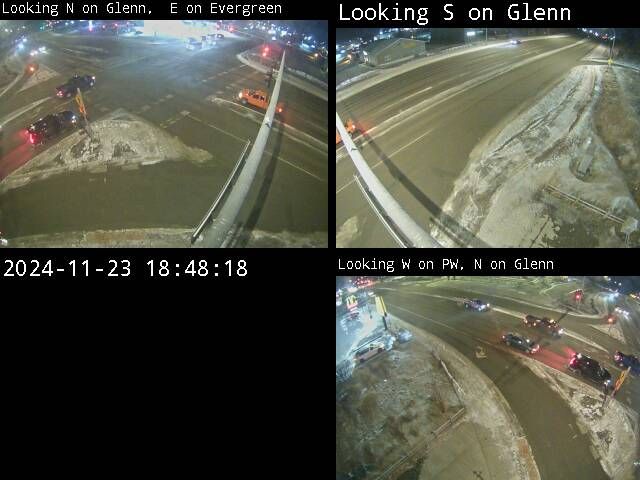 Looking N on Glenn,  E on Evergreen
Looking S on Glenn
2024-11-23 18:48:18
Looking W on PW, N on Glenn